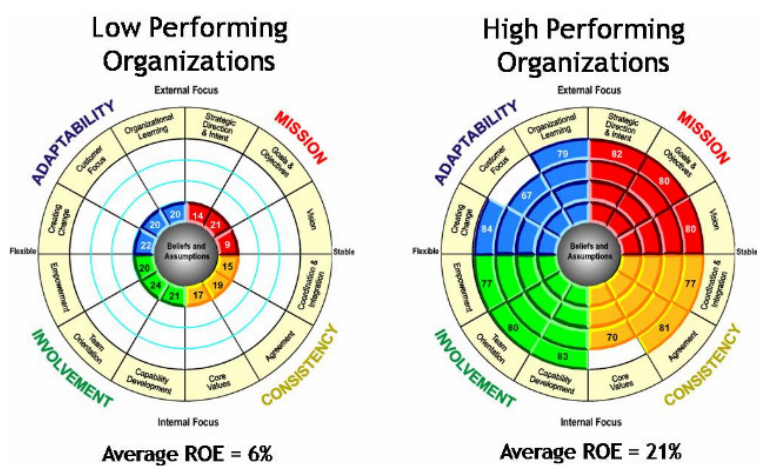 Low Performing
Organizations
External Focus
ADAPTABILITY
MISSION
Organizational
Learning
Strategic
Direction
& Intent
Customer
Focus
Goals &
Objectives
Creating
Change
Vision
20
14
20
21
22
9
Flexible
Beliefs and
Assumptions
Stable
20
15
24
19
21
17
Empowerment
Coordination &
Integration
Team
Orientation
Agreement
Capability
Development
Core
Values
INVOLVEMENT
CONSISTENCY
Internal Focus
Average ROE = 6%
High Performing
Organizations
External Focus
ADAPTABILITY
MISSION
Organizational
Learning
Strategic
Direction
& Intent
Customer
Focus
Goals &
Objectives
Creating
Change
Vision
79
82
67
80
84
80
Flexible
Beliefs and
Assumptions
Stable
77
77
80
81
83
70
Empowerment
Coordination &
Integration
Team
Orientation
Agreement
Capability
Development
Core
Values
INVOLVEMENT
CONSISTENCY
Internal Focus
Average ROE = 21%